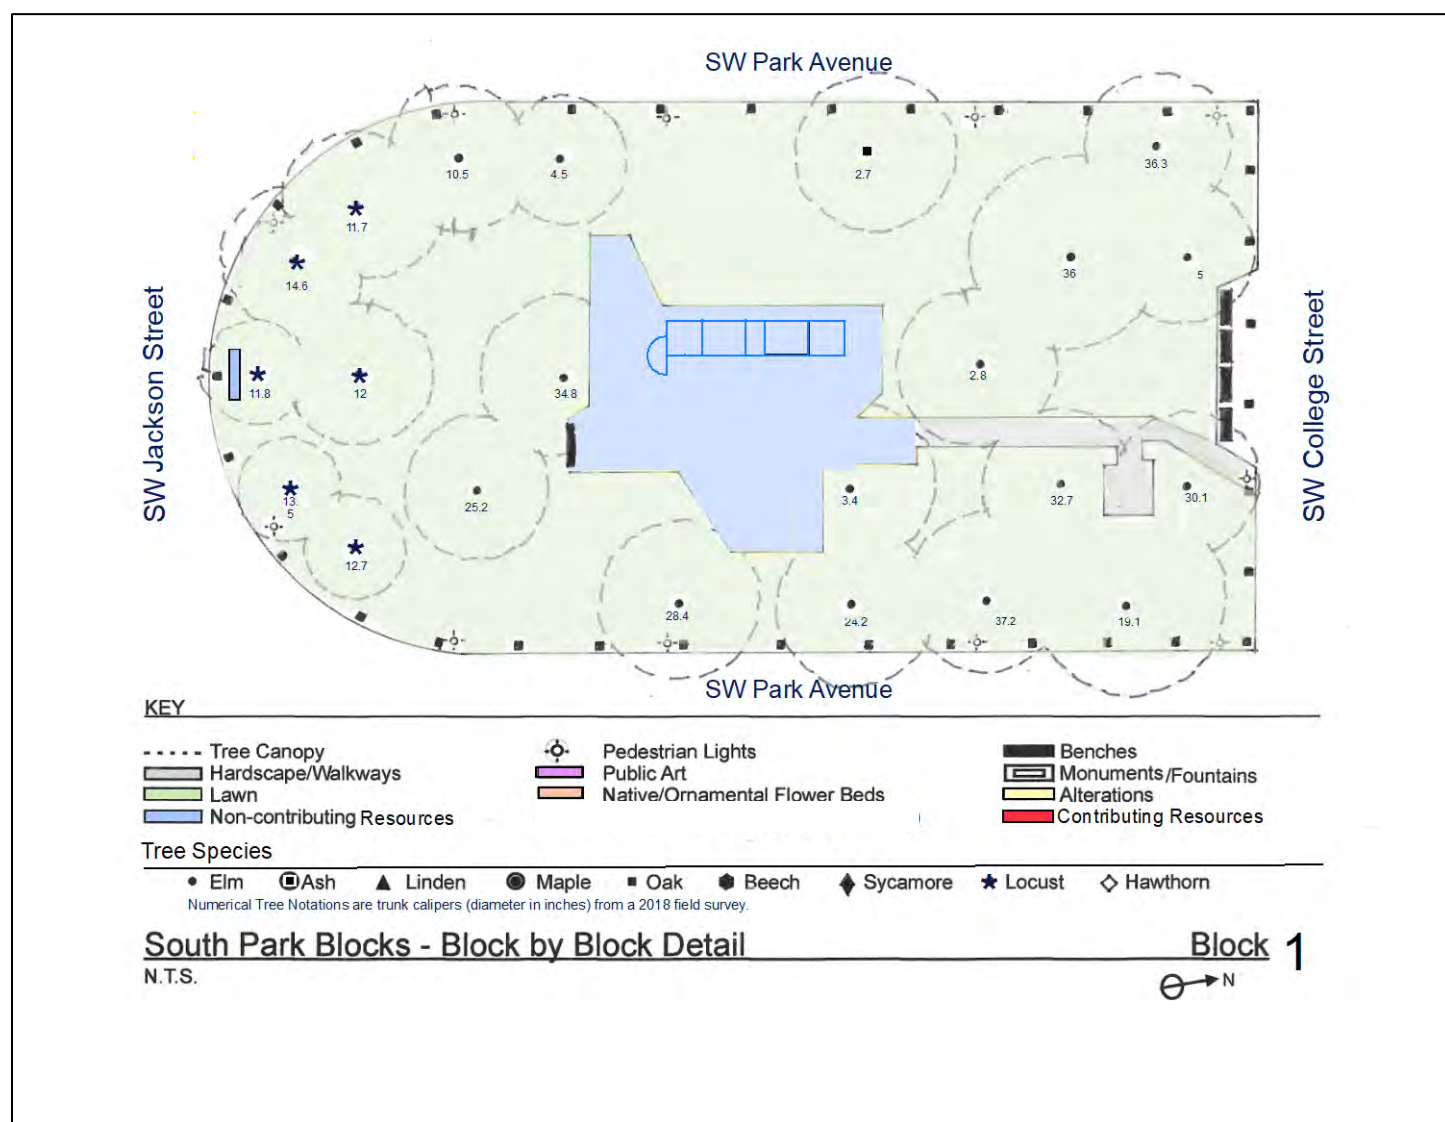 SW Park Avenue
36.3
10.5
4.5
2.7
11.7
36
5
14.6
SW Jackson Street
SW College Street
2.8
11.8
12
34.8
13.
5
25.2
3.4
32.7
30.1
12.7
28.4
24.2
37.2
19.1
SW Park Avenue
KEY
Tree Canopy
Pedestrian Lights
Benches
Hardscape/Walkways
Public Art
Monuments/Fountains
Lawn
Native/Ornamental Flower Beds
Alterations
Non-contributing Resources
Contributing Resources
Tree Species
Elm Ash Linden Maple Oak Beech Sycamore Locust Hawthorn
Numerical Tree Notations are trunk calipers (diameter in inches) from a 2018 field survey.
South Park Blocks - Block by Block Detail
Block 1
N.T.S.
N